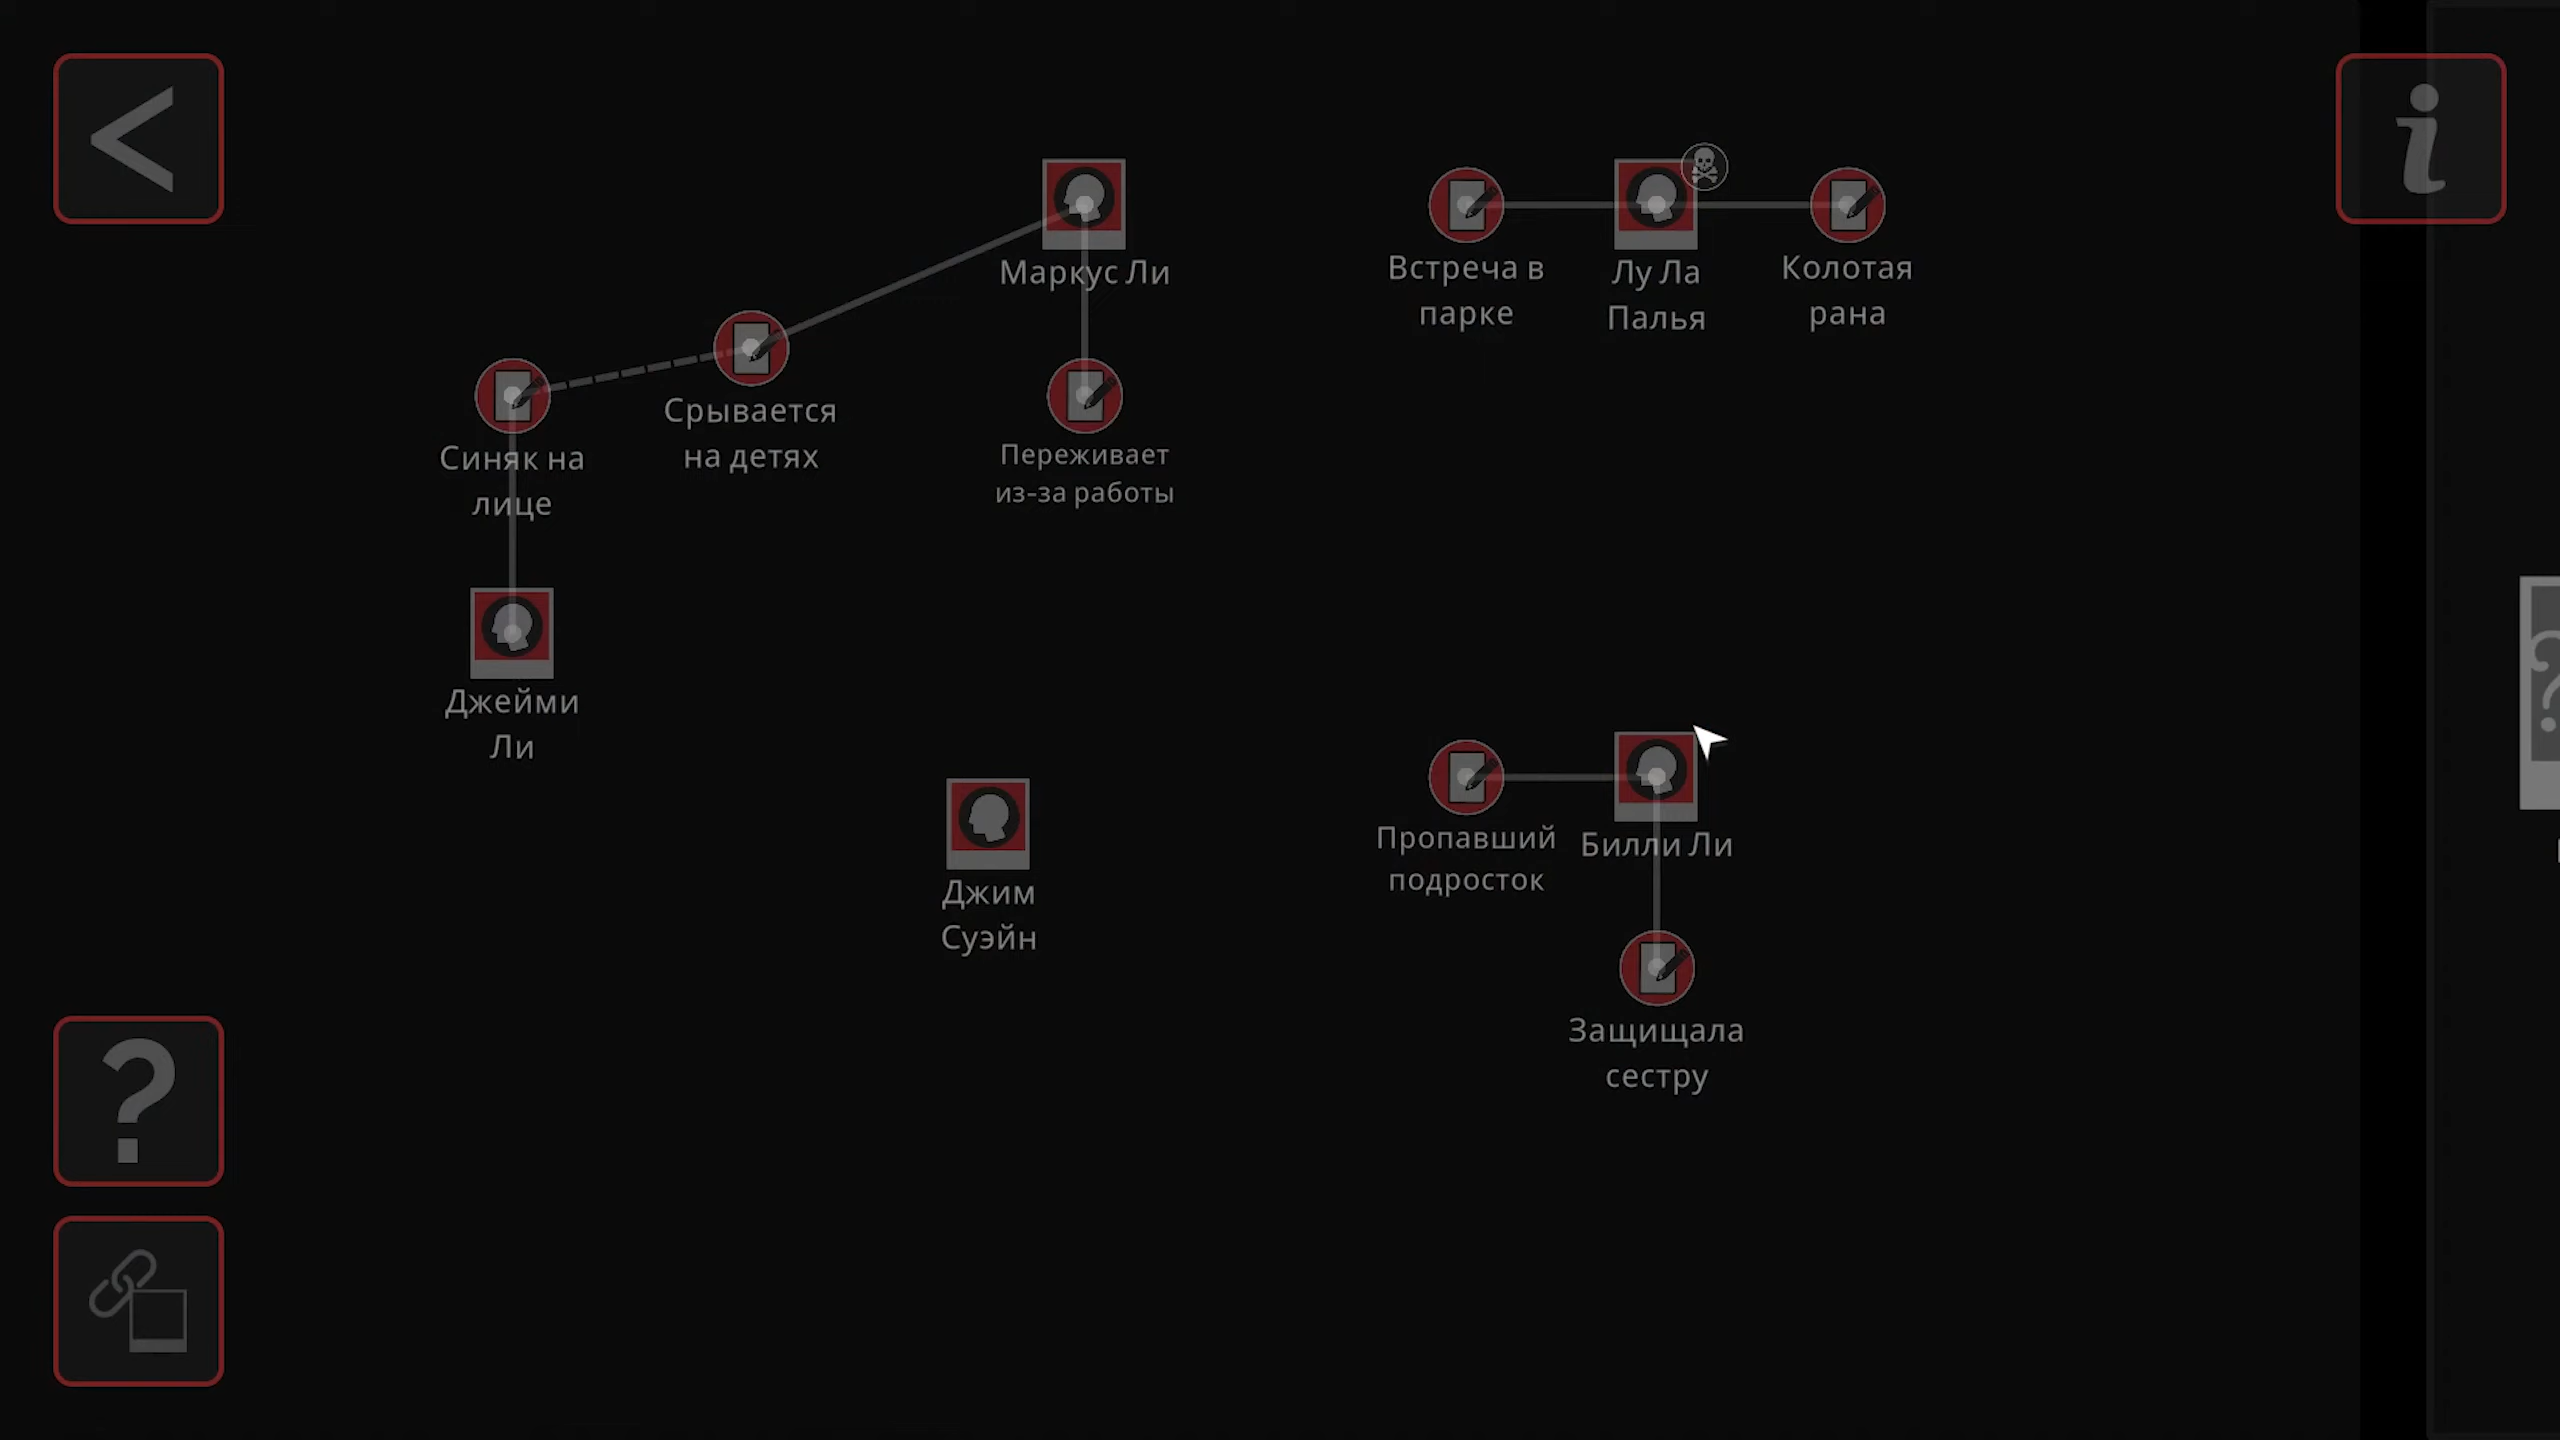 <
i
Маркус Ли
Встреча в
парке
Лу Ла
Палья
Колотая
рана
Срывается
на детях
Синяк на
лице
Переживает
из-за работы
Джейми
Ли
Джим
Суэйн
Пропавший
подросток
Билли Ли
Защищала
сестру
?
?